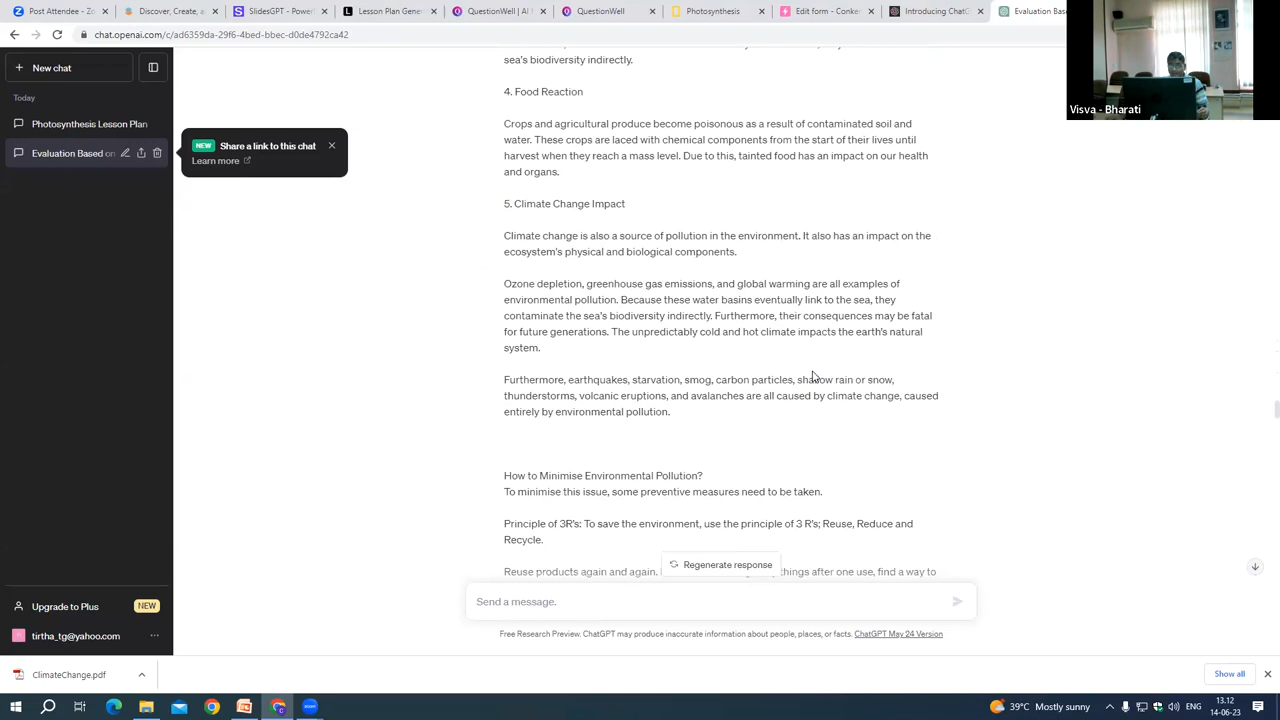 Photosynthesis
Discover, Create, a
SlidesGPT - Power
Lesson Plan Gener
QuestionWell | AI
QuestionWell
Photosynthesis
Edit form - Conke
Introducing ChatG
Evaluation Base
chat.openai.com/c/ad6359da-29f6-4bed-bbec-d0de4792ca42
New chat
Today
Photosynthesis Lesson Plan
Evaluation Based on
NEW Share a link to this chat
Learn more
Visva - Bharati
sea's biodiversity indirectly.
4. Food Reaction
Crops and agricultural produce become poisonous as a result of contaminated soil and
water. These crops are laced with chemical components from the start of their lives until
harvest when they reach a mass level. Due to this, tainted food has an impact on our health
and organs.
5. Climate Change Impact
Climate change is also a source of pollution in the environment. It also has an impact on the
ecosystem's physical and biological components.
Ozone depletion, greenhouse gas emissions, and global warming are all examples of
environmental pollution. Because these water basins eventually link to the sea, they
contaminate the sea's biodiversity indirectly. Furthermore, their consequences may be fatal
for future generations. The unpredictably cold and hot climate impacts the earth's natural
system.
Furthermore, earthquakes, starvation, smog, carbon particles, shallow rain or snow,
thunderstorms, volcanic eruptions, and avalanches are all caused by climate change, caused
entirely by environmental pollution.
How to Minimise Environmental Pollution?
To minimise this issue, some preventive measures need to be taken.
Principle of 3R's: To save the environment, use the principle of 3 R's; Reuse, Reduce and
Recycle.
Regenerate response
Reuse products again and again. things after one use, find a way to
Send a message.
Free Research Preview. ChatGPT may produce inaccurate information about people, places, or facts. ChatGPT May 24 Version
Upgrade to Plus NEW
tirtha_tg@yahoo.com
ClimateChange.pdf
Show all
39°C Mostly sunny
ENG
13.12
14-06-23